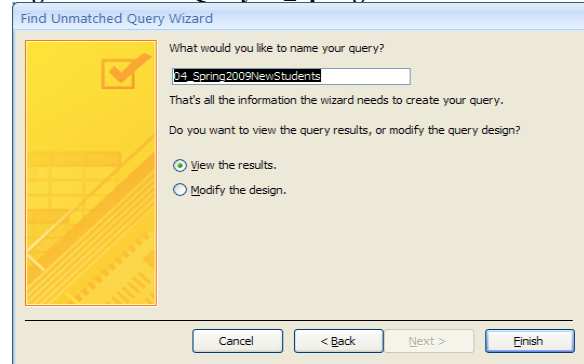 Find Unmatched Query Wizard
What would you like to name your query?
04_Spring2009NewStudents
That's all the information the wizard needs to create your query.
Do you want to view the query results, or modify the query design?
View the results.
Modify the design.
Cancel
< Back
Next >
Finish